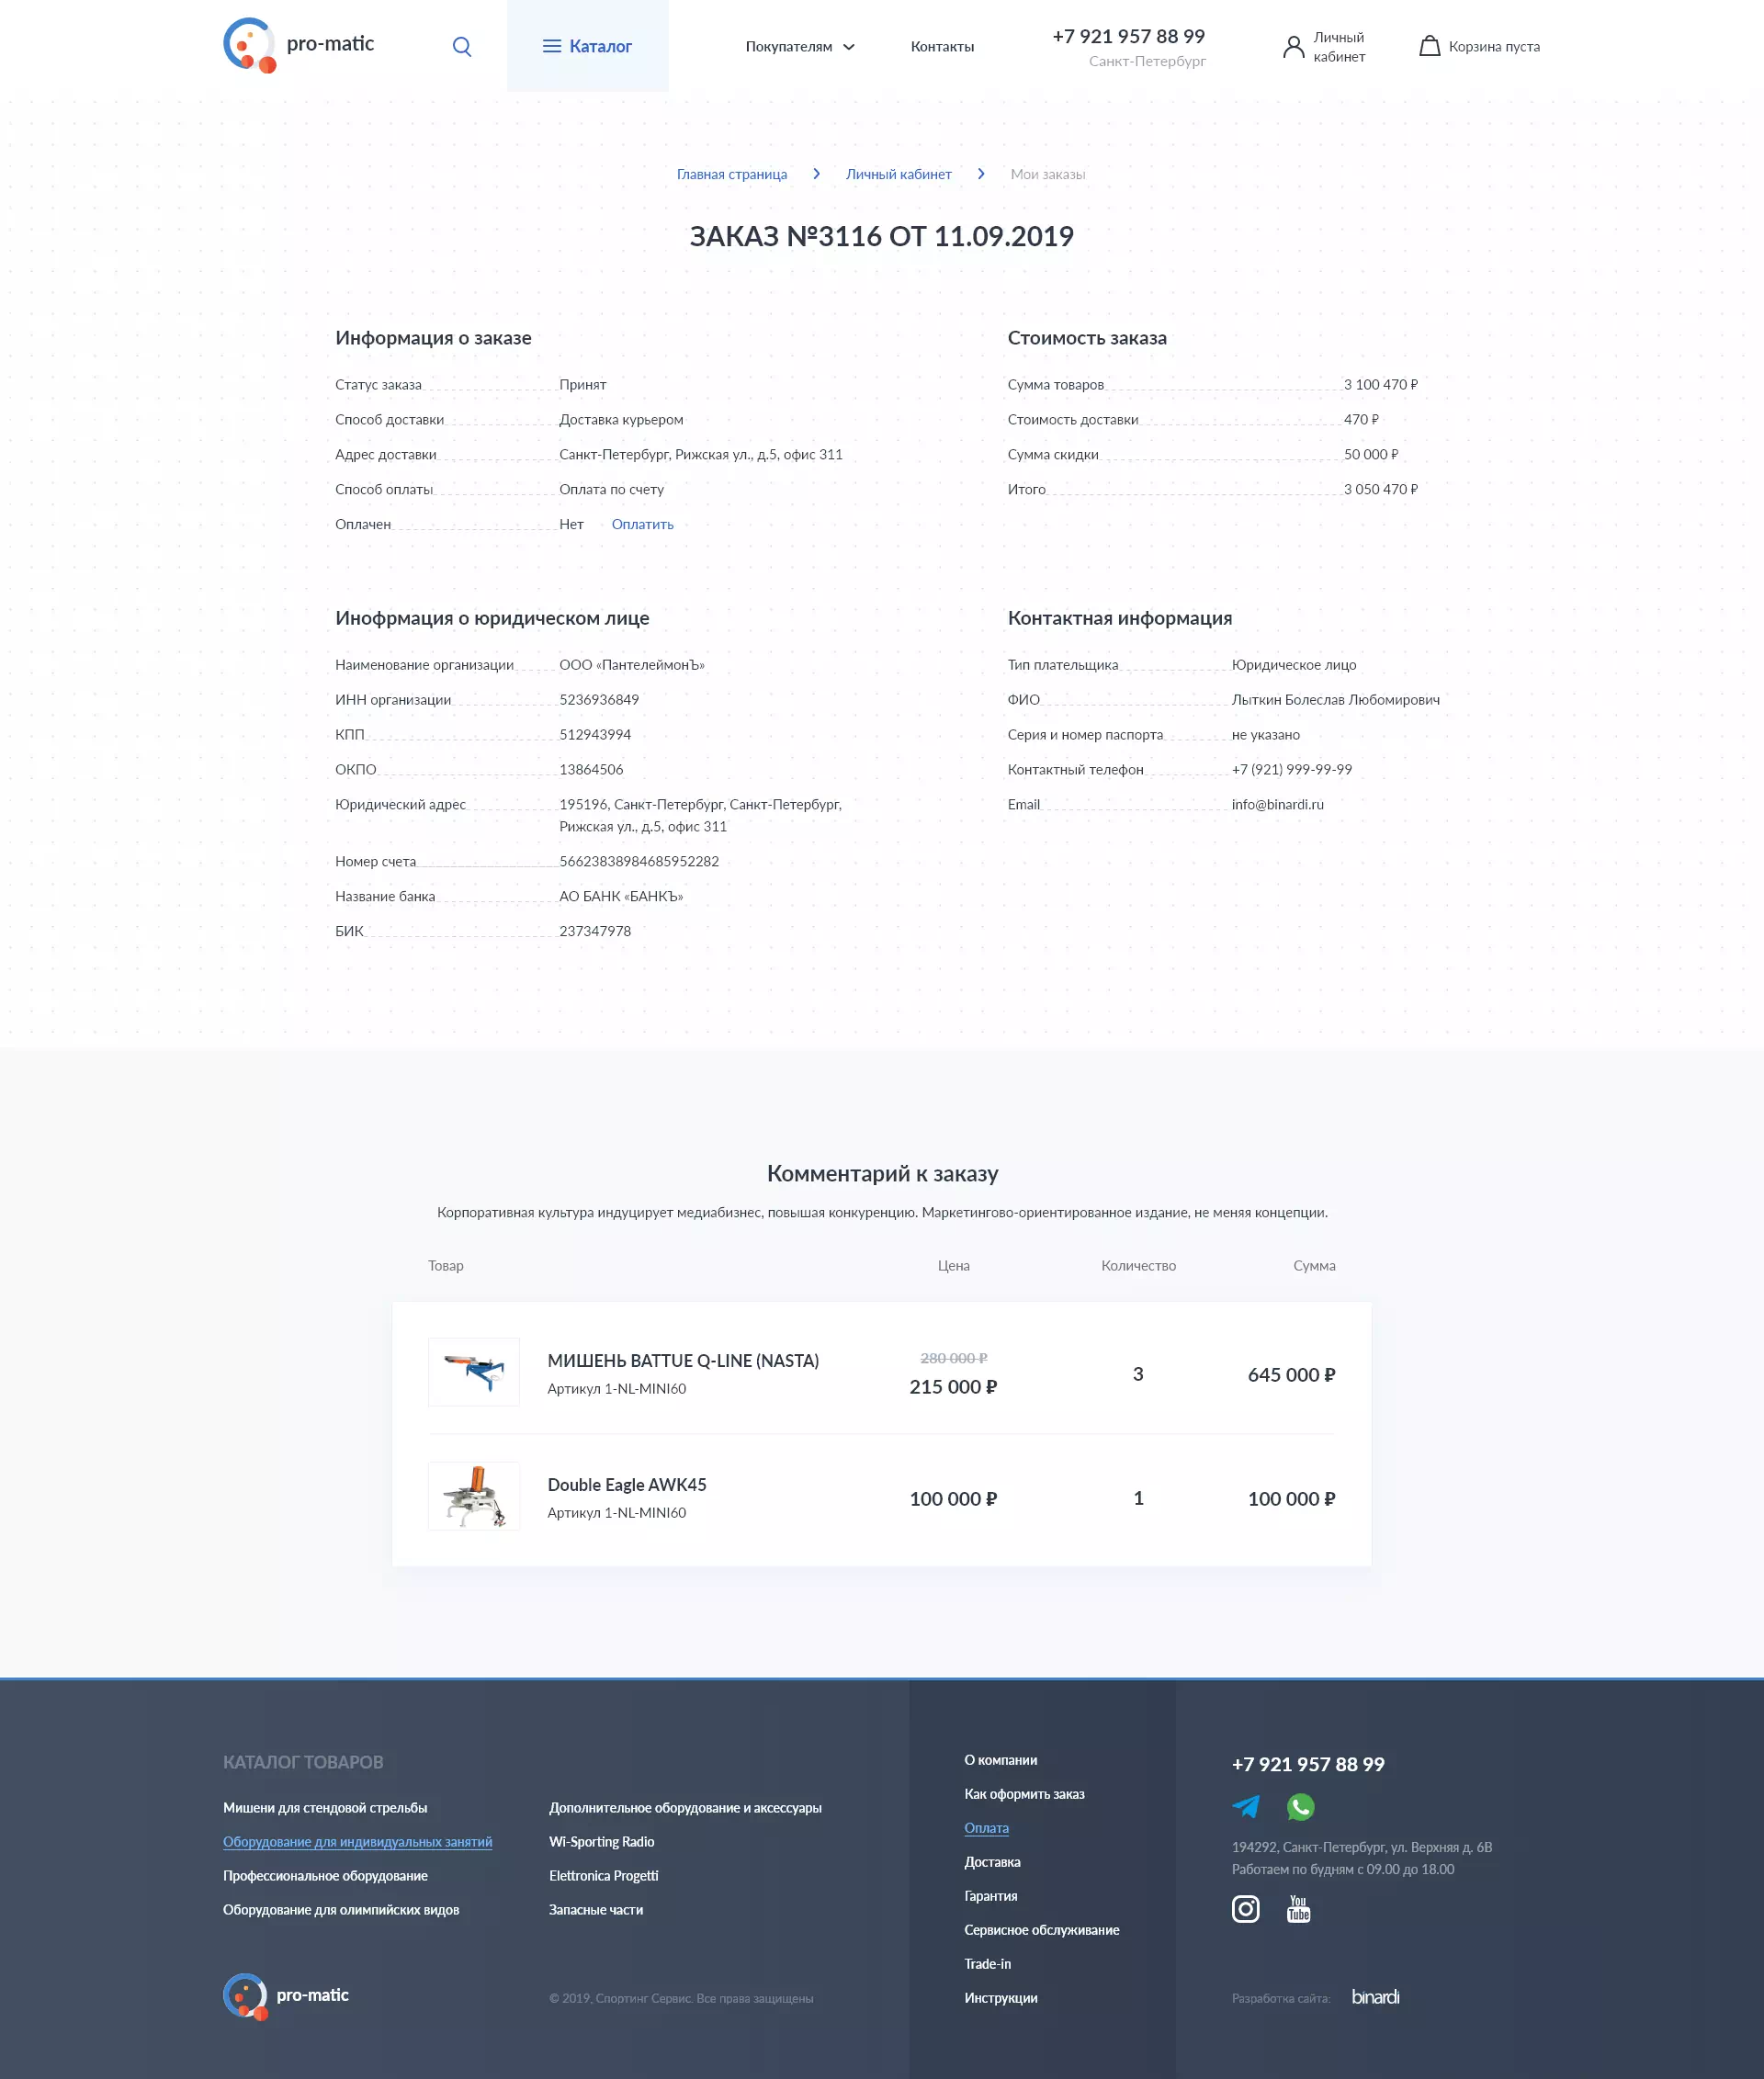 pro-matic
Каталог
Покупателям
Контакты
+7 921 957 88 99
Санкт-Петербург
Личный
кабинет
Корзина пуста
Главная страница
Личный кабинет
Мои заказы
ЗАКАЗ №3116 ОТ 11.09.2019
Информация о заказе
Статус заказа Принят
Способ доставки Доставка курьером
Адрес доставки Санкт-Петербург, Рижская ул., д.5, офис 311
Способ оплаты Оплата по счету
Оплачен Нет Оплатить
Стоимость заказа
Сумма товаров 3 100 470 ₽
Стоимость доставки 470 ₽
Сумма скидки 50 000 ₽
Итого 3 050 470 ₽
Инофрмация о юридическом лице
Наименование организации ООО «ПантелеймонЪ»
ИНН организации 5236936849
КПП 512943994
ОКПО 13864506
Юридический адрес 195196, Санкт-Петербург, Санкт-Петербург,
Рижская ул., д.5, офис 311
Номер счета 56623838984685952282
Название банка АО БАНК «БАНКЪ»
БИК 237347978
Контактная информация
Тип плательщика Юридическое лицо
ФИО Лыткин Болеслав Любомирович
Серия и номер паспорта не указано
Контактный телефон +7 (921) 999-99-99
Email info@binardi.ru
Комментарий к заказу
Корпоративная культура индуцирует медиабизнес, повышая конкуренцию. Маркетингово-ориентированное издание, не меняя концепции.
Товар Цена Количество Сумма
МИШЕНЬ BATTUE Q-LINE (NASTA)
Артикул 1-NL-MINI60
280 000 ₽
215 000 ₽
3
645 000 ₽
Double Eagle AWK45
Артикул 1-NL-MINI60
100 000 ₽
1
100 000 ₽
КАТАЛОГ ТОВАРОВ
Мишени для стендовой стрельбы
Оборудование для индивидуальных занятий
Профессиональное оборудование
Оборудование для олимпийских видов
Дополнительное оборудование и аксессуары
Wi-Sporting Radio
Elettronica Progetti
Запасные части
pro-matic
© 2019, Спортинг Сервис. Все права защищены
О компании
Как оформить заказ
Оплата
Доставка
Гарантия
Сервисное обслуживание
Trade-in
Инструкции
+7 921 957 88 99
194292, Санкт-Петербург, ул. Верхняя д. 6В
Работаем по будням с 09.00 до 18.00
You
Tube
Разработка сайта: binardi